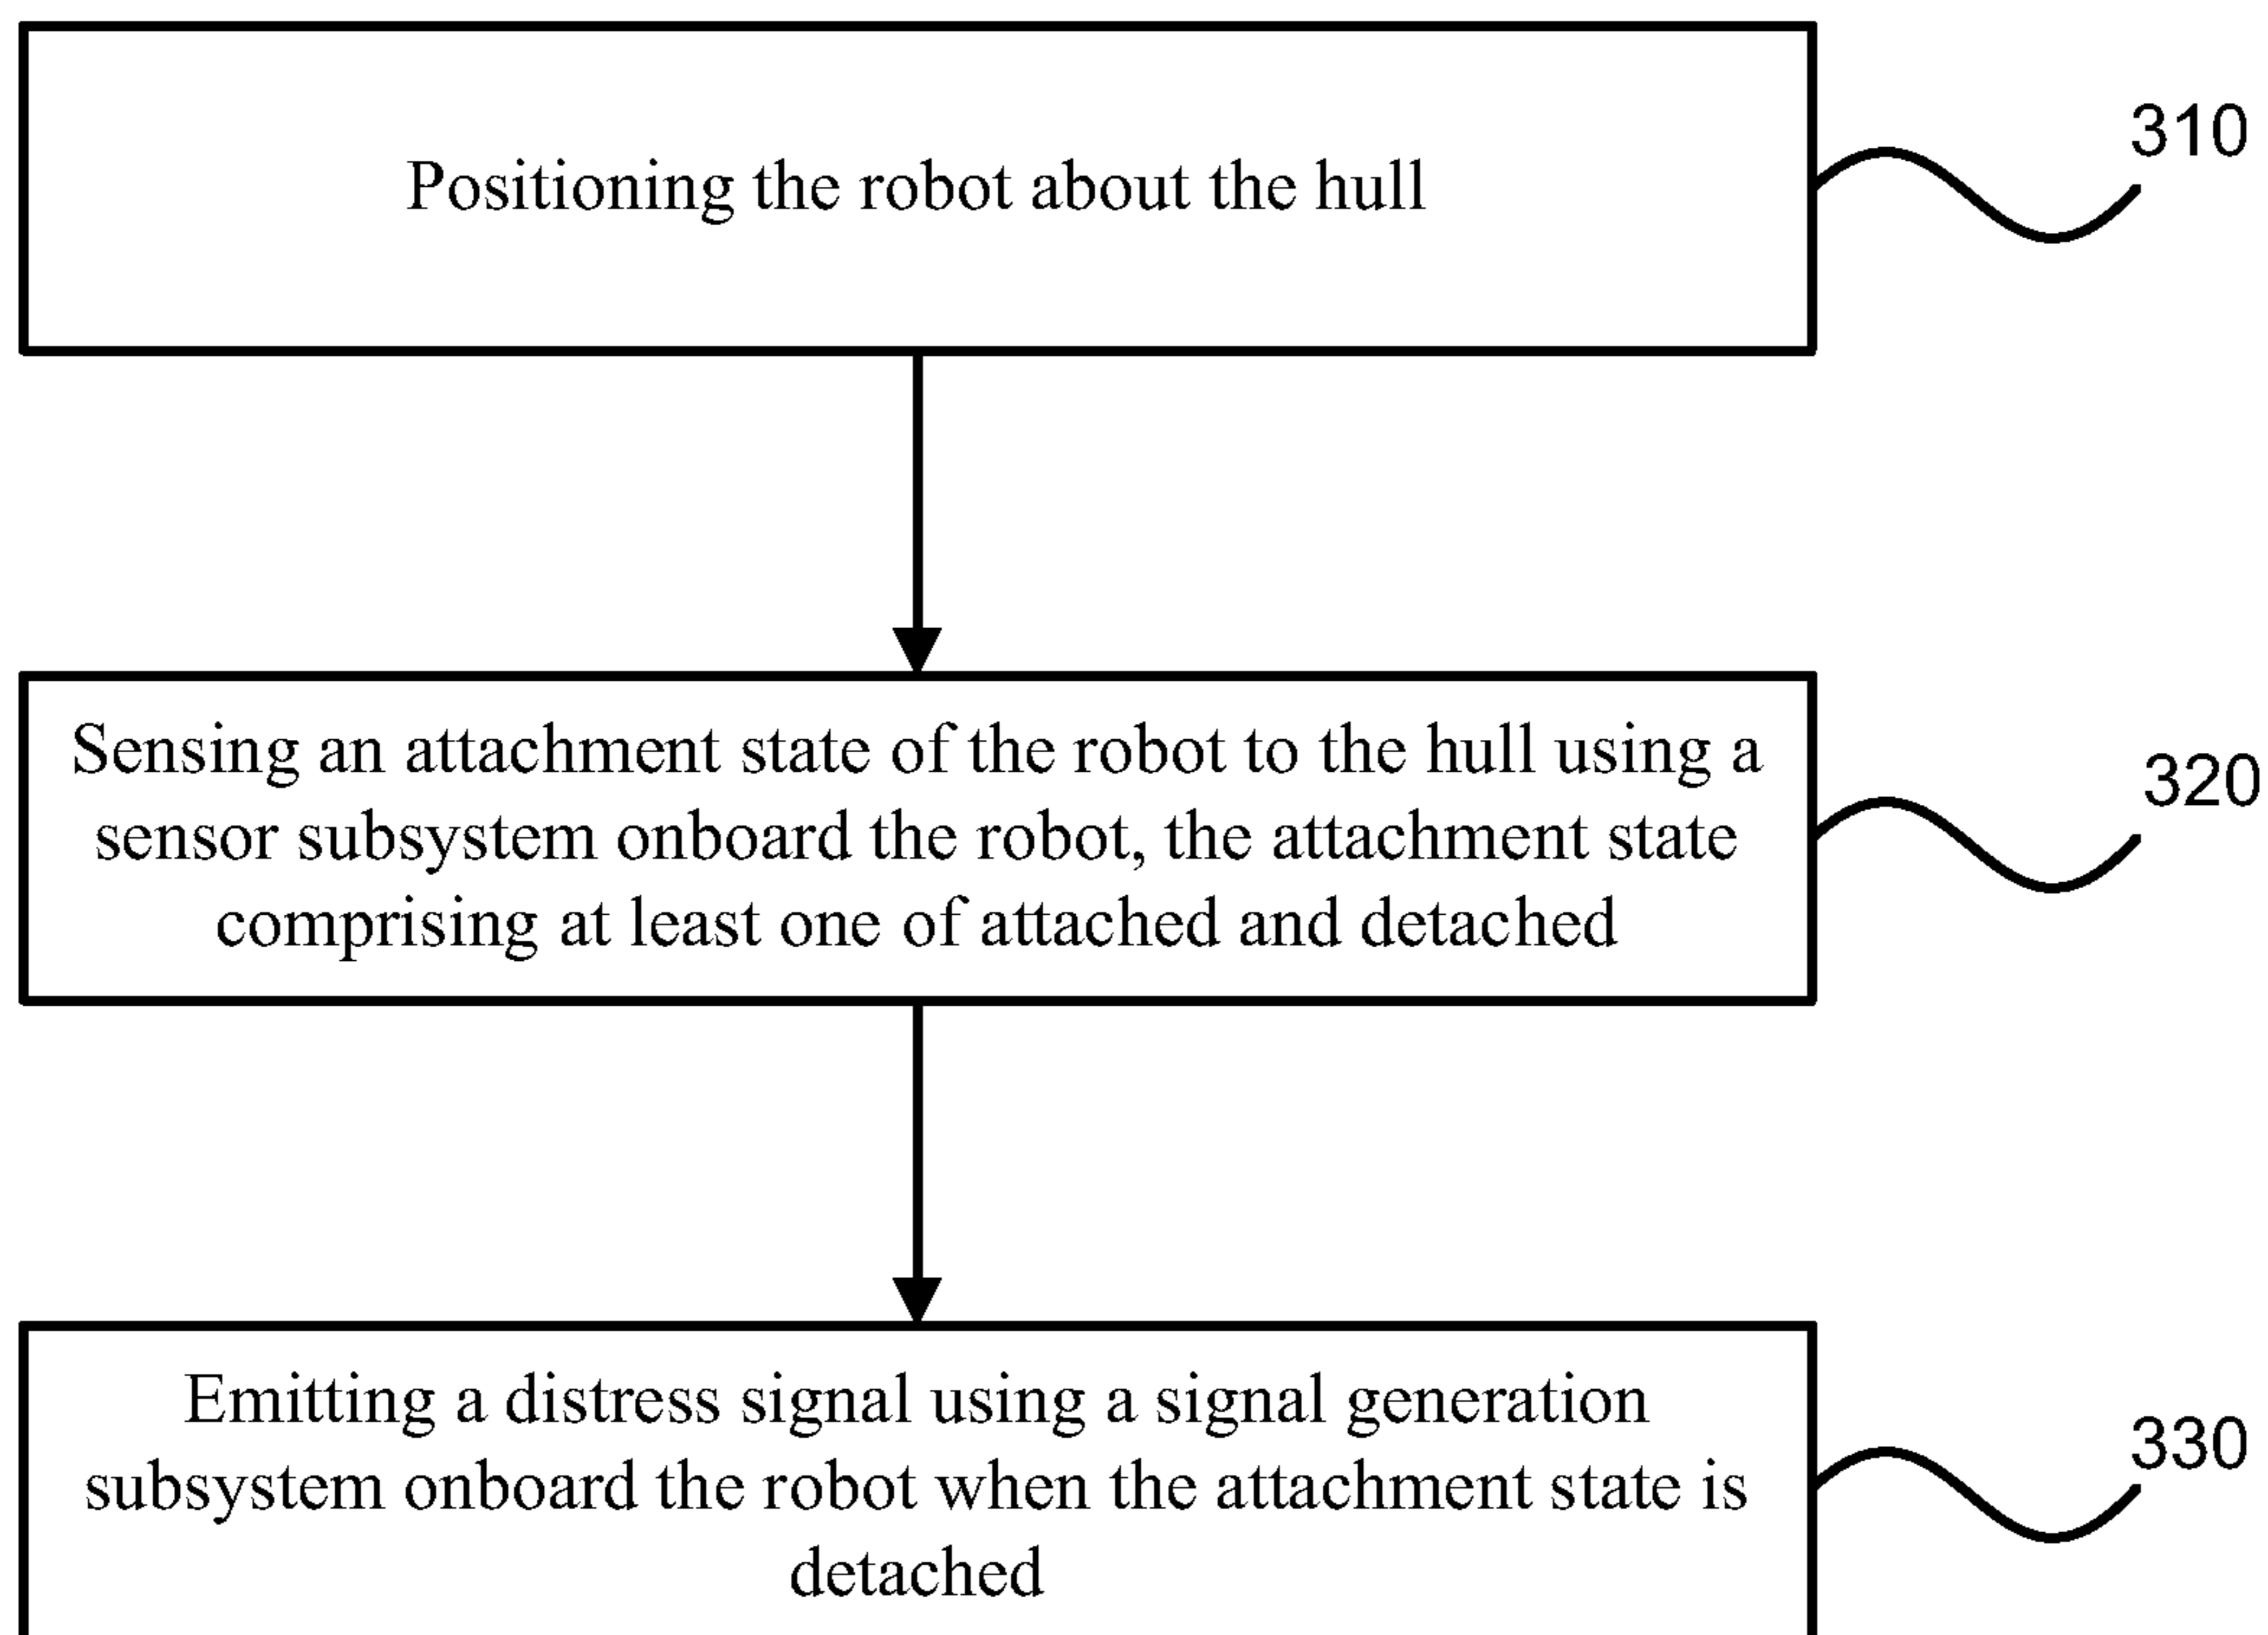 Positioning the robot about the hull
310
Sensing an attachment state of the robot to the hull using a
sensor subsystem onboard the robot, the attachment state
comprising at least one of attached and detached
320
Emitting a distress signal using a signal generation
subsystem onboard the robot when the attachment state is
detached
330